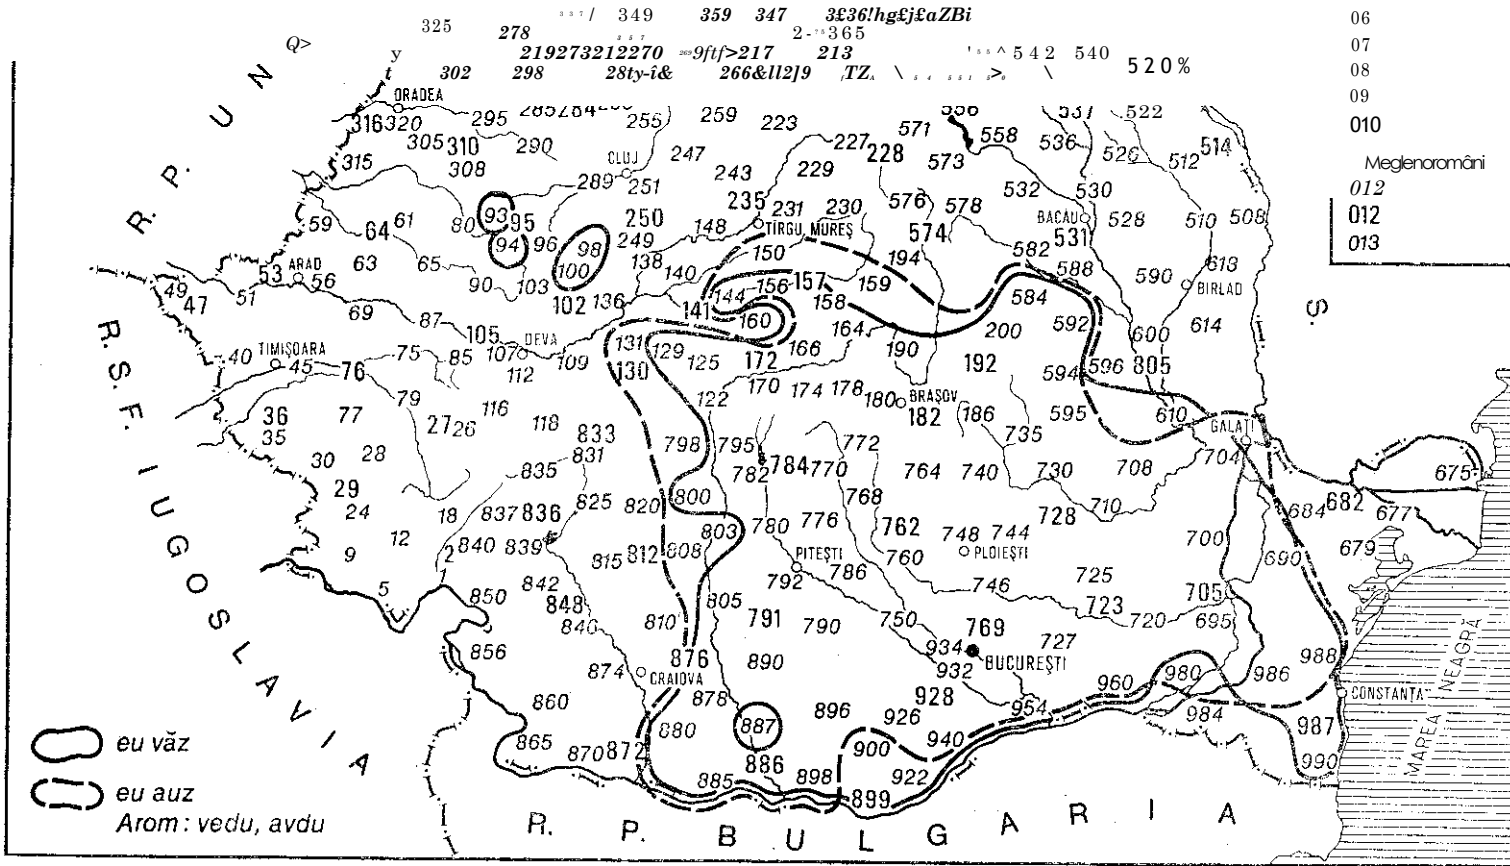 349 359 347
325 278 365
219273212270 217 213 542 540
302 298 520%
06
07
08
09
010
Meglenoromâni
012
012
013
R. P. UN
ORADEA
316 320 295 285 284 255 259 223 571 556 558 537 522
305 310 290 247 227 228 573 536 526 512 514
315 308 CLUJ 243 229
289 251 532 530
93 95 235 231 230 576 578 BACĂU 528 510 508
59 64 61 80 250 148 TÎRGU MUREŞ 574 531
94 96 98 249 150 194 582
53 ARAD 63 65 138 140 588 613
49 56 90 103 100 156 157 159 590 BIRLAD
47 51 102 136 141 144 158 584
69 87 160 164 200 592 600 614
R.S.F. IUGOSLAVIA
105 DEVA 131 129 166 190
40 TIMIŞOARA 75 85 107 109 125 172 192 594 596 805
45 76 112 130 170 174 178
79 122 180 BRAŞOV
36 77 27 26 116 118 182 186 595 610
35 833 798 795 772 735 GALAŢI
30 28 831 704
835 782 784 770 764 740 730 708 675
29 825 820 800 768 710 682
24 18 837 836 780 776 762 748 744 728 684 677
12 803 700
9 2 840 839 815 812 808 PITEŞTI 760 PLOIEŞTI 690 679
5 842 792 786 746 725
850 848 805 705
840 810 791 790 750 723 720 695
769 727
856 876 890 934 BUCUREŞTI 988
874 CRAIOVA 932 980 986
878 928 960 CONSTANŢA
860 887 896 926 954 984 987
880 940
865 870 872 886 900 990
885 898 922
899
S.
MAREA NEAGRĂ
eu văz
eu auz
Arom: vedu, avdu
R. P. BULGARIA